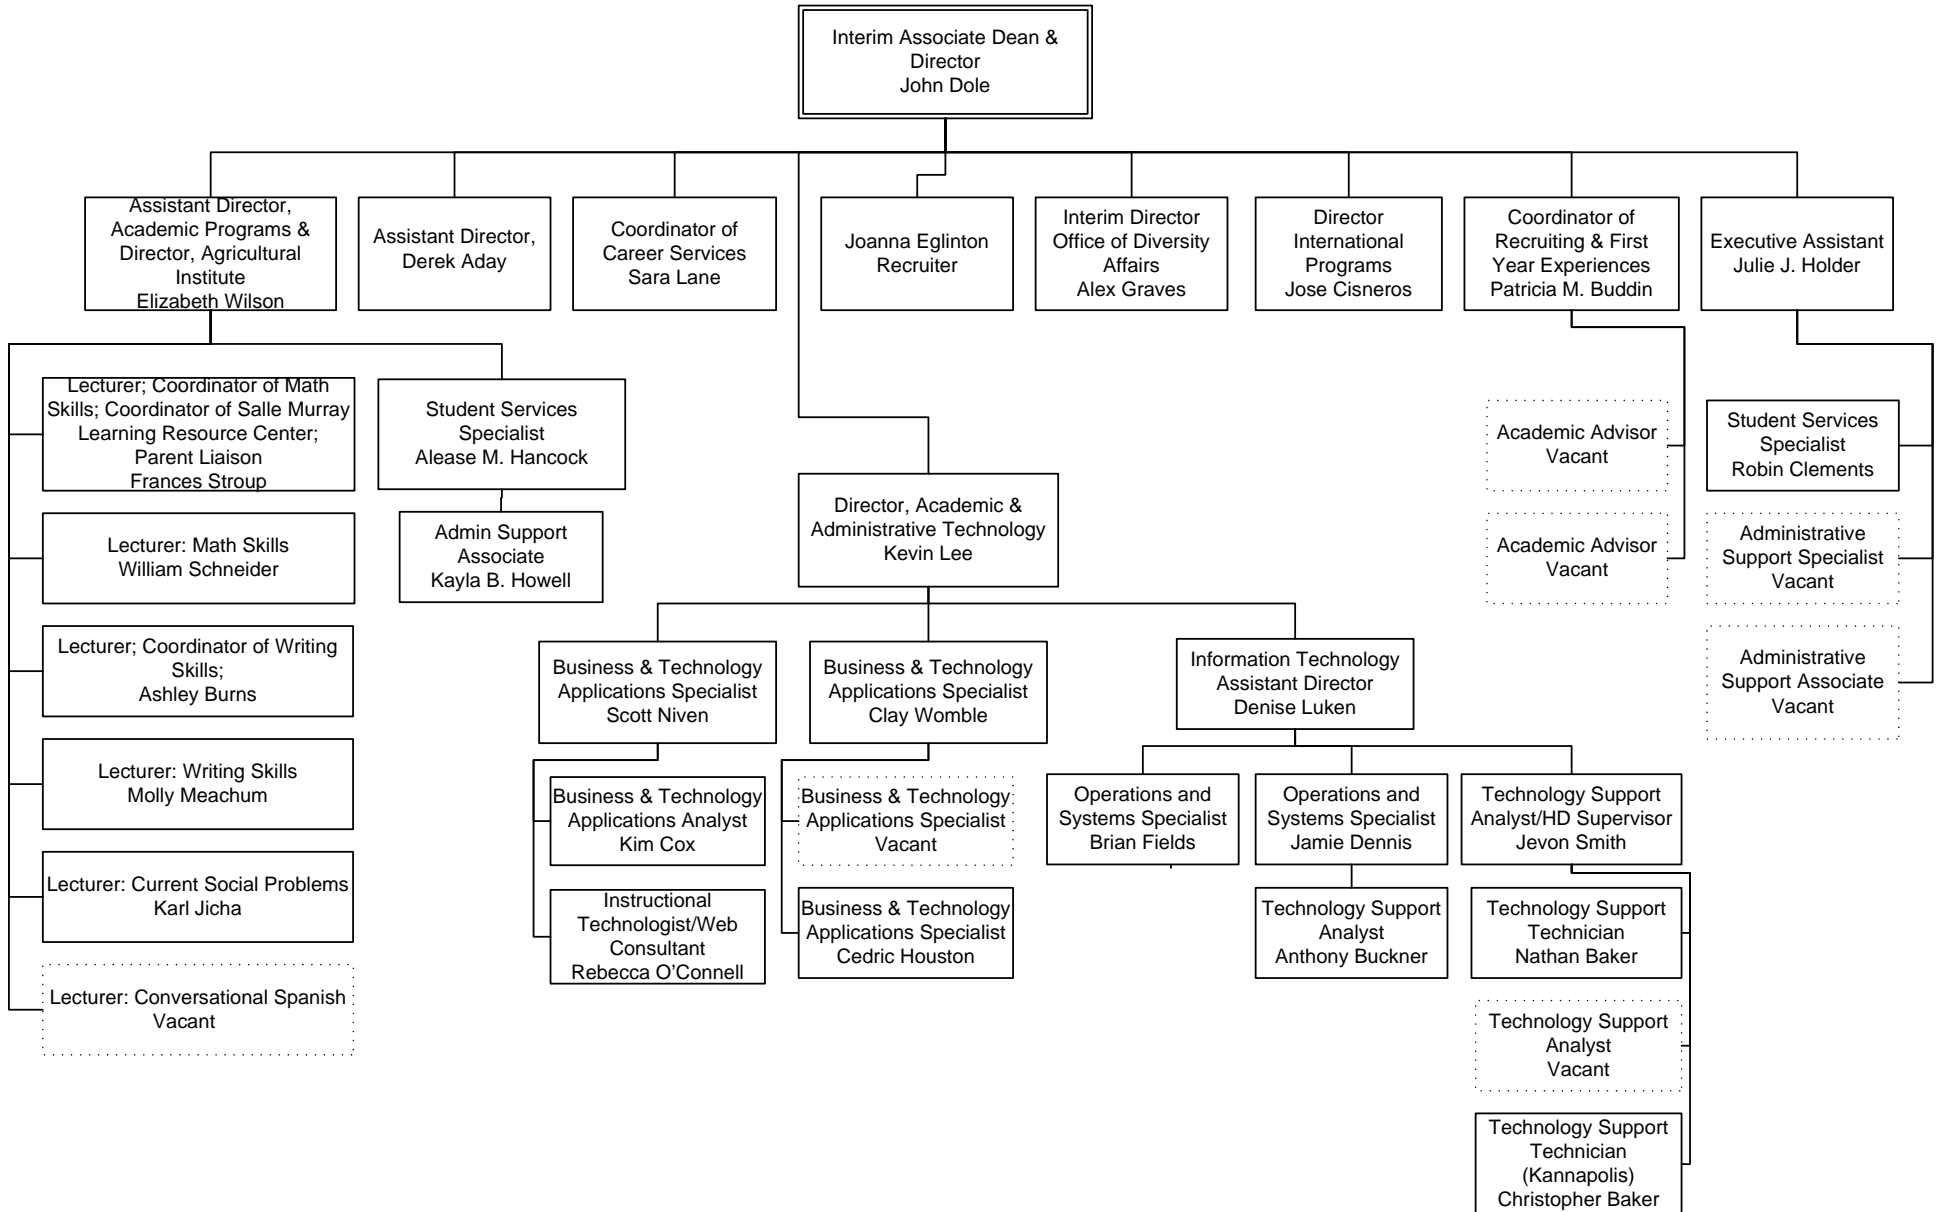 Interim Associate Dean &
Director
John Dole
Assistant Director,
Academic Programs &
Director, Agricultural
Institute
Elizabeth Wilson
Assistant Director,
Derek Aday
Coordinator of
Career Services
Sara Lane
Joanna Eglinton
Recruiter
Interim Director
Office of Diversity
Affairs
Alex Graves
Director
International
Programs
Jose Cisneros
Coordinator of
Recruiting & First
Year Experiences
Patricia M. Buddin
Executive Assistant
Julie J. Holder
Lecturer; Coordinator of Math
Skills; Coordinator of Salle Murray
Learning Resource Center;
Parent Liaison
Frances Stroup
Lecturer: Math Skills
William Schneider
Lecturer; Coordinator of Writing
Skills;
Ashley Burns
Lecturer: Writing Skills
Molly Meachum
Lecturer: Current Social Problems
Karl Jicha
Lecturer: Conversational Spanish
Vacant
Student Services
Specialist
Alease M. Hancock
Admin Support
Associate
Kayla B. Howell
Director, Academic &
Administrative Technology
Kevin Lee
Business & Technology
Applications Specialist
Scott Niven
Business & Technology
Applications Analyst
Kim Cox
Instructional
Technologist/Web
Consultant
Rebecca O'Connell
Business & Technology
Applications Specialist
Clay Womble
Business & Technology
Applications Specialist
Vacant
Business & Technology
Applications Specialist
Cedric Houston
Information Technology
Assistant Director
Denise Luken
Operations and
Systems Specialist
Brian Fields
Operations and
Systems Specialist
Jamie Dennis
Technology Support
Analyst
Anthony Buckner
Technology Support
Analyst/HD Supervisor
Jevon Smith
Technology Support
Technician
Nathan Baker
Technology Support
Analyst
Vacant
Technology Support
Technician
(Kannapolis)
Christopher Baker
Academic Advisor
Vacant
Academic Advisor
Vacant
Student Services
Specialist
Robin Clements
Administrative
Support Specialist
Vacant
Administrative
Support Associate
Vacant